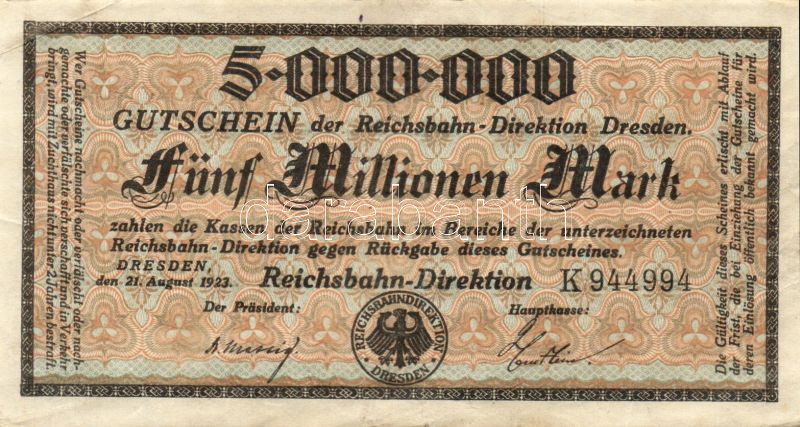 5·000·000
GUTSCHEIN der Reichsbahn-Direktion Dresden.
Fünf Millionen Mark
zahlen die Kassen der Reichsbahn im Bereiche der unterzeichneten
Reichsbahn-Direktion gegen Rückgabe dieses Gutscheines.
DRESDEN,
den 21. August 1923.
Reichsbahn-Direktion K 944994
Der Präsident: Hauptkasse:
REICHSBAHNDIREKTION
DRESDEN
Wer Gutscheine nachmacht oder verfälscht oder nach-
gemachte oder verfälschte sich verschafft und in Verkehr
bringt, wird mit Zuchthaus nicht unter 2 Jahren bestraft.
Die Gültigkeit dieses Scheines erlischt mit Ablauf
der Frist, die bei Einziehung der Gutscheine für
deren Einlösung öffentlich bekannt gemacht wird.
darabanth